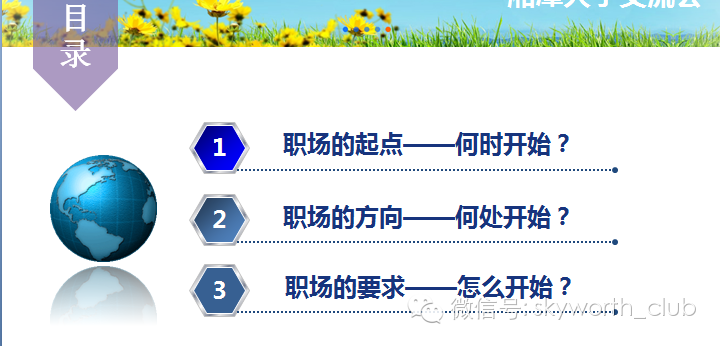 湘潭大学交流会
目
录
1 职场的起点——何时开始？
2 职场的方向——何处开始？
3 职场的要求——怎么开始？
微信号: skyworth_club